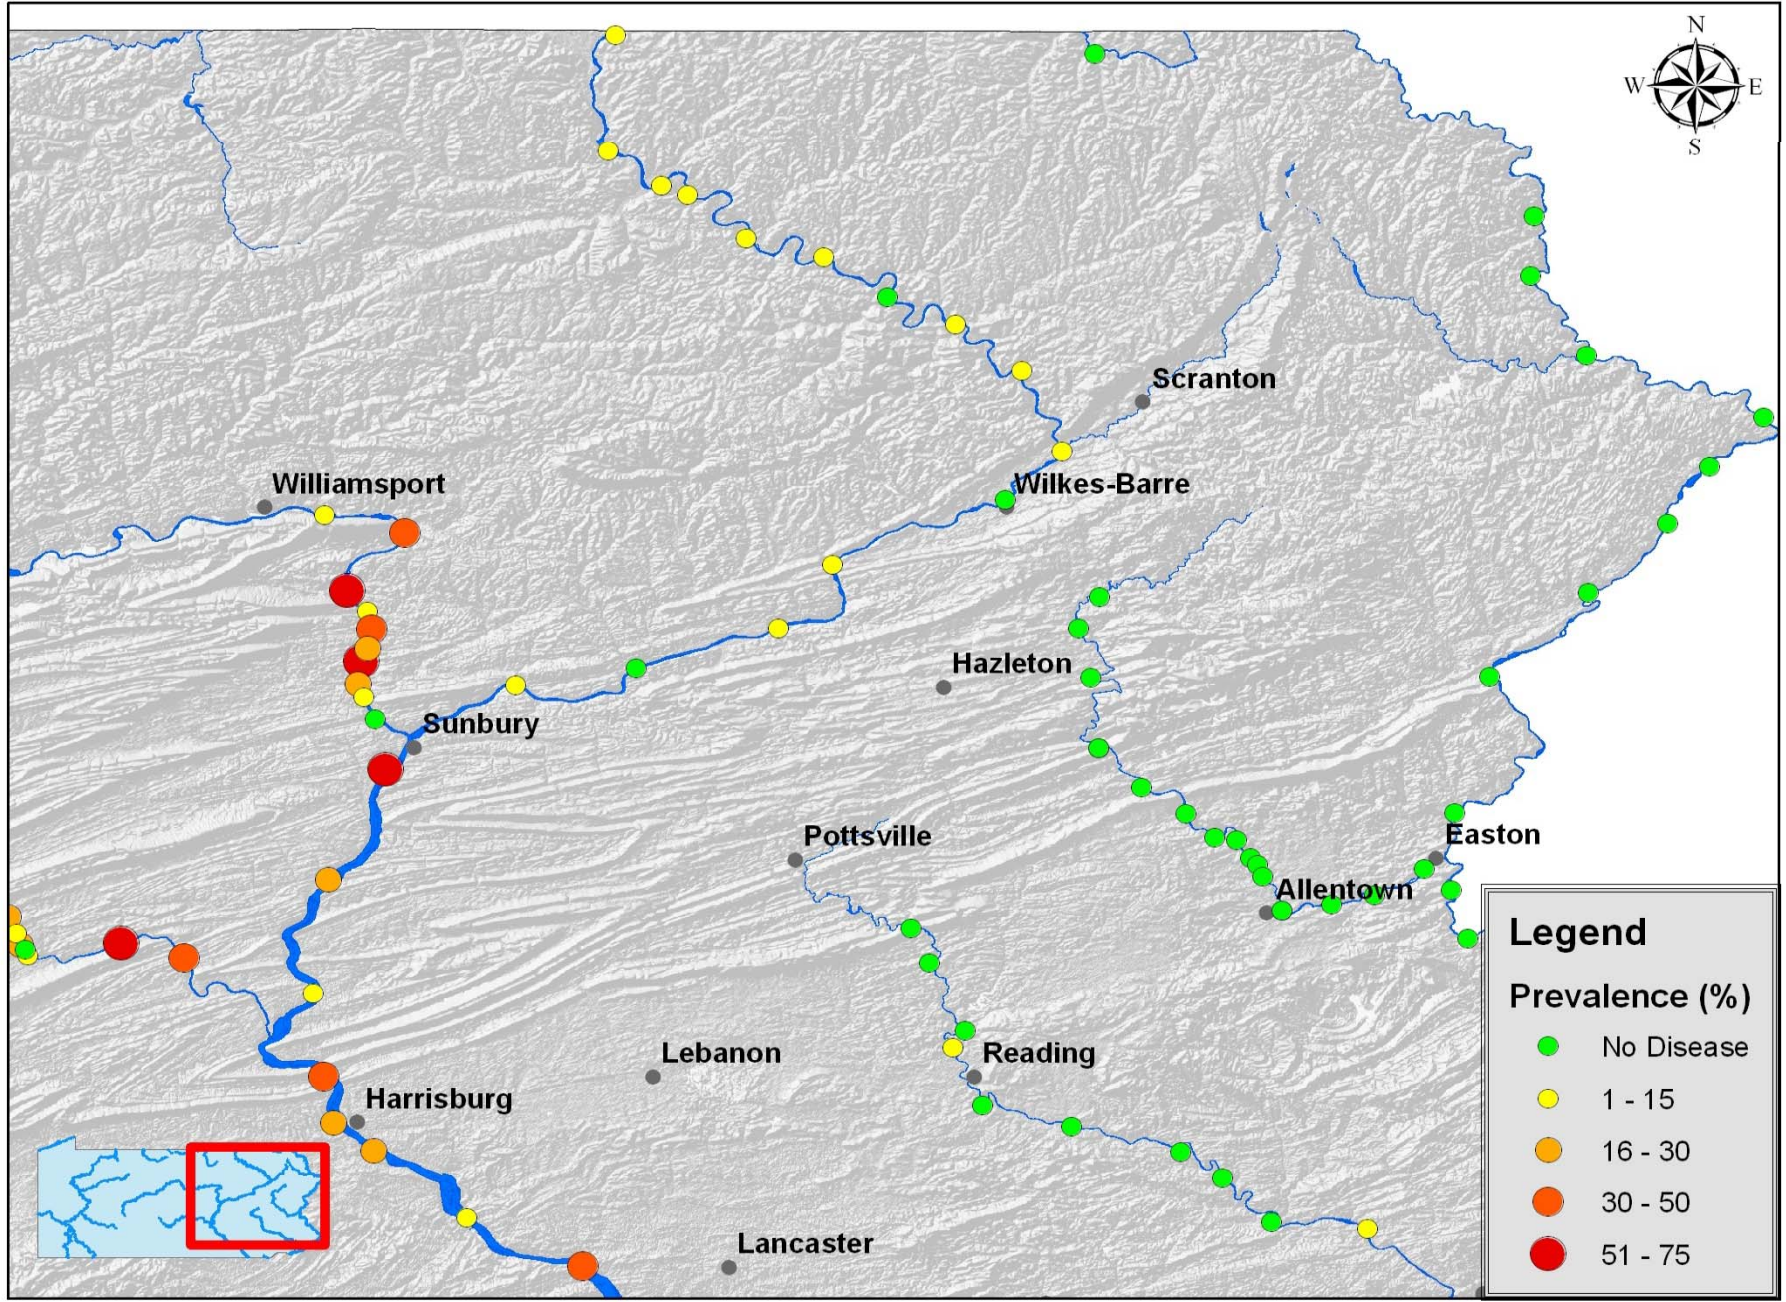 N
W E
S
Scranton
Williamsport
Wilkes-Barre
Hazleton
Sunbury
Pottsville
Easton
Allentown
Legend
Prevalence (%)
No Disease
1 - 15
16 - 30
30 - 50
51 - 75
Lebanon
Reading
Harrisburg
Lancaster